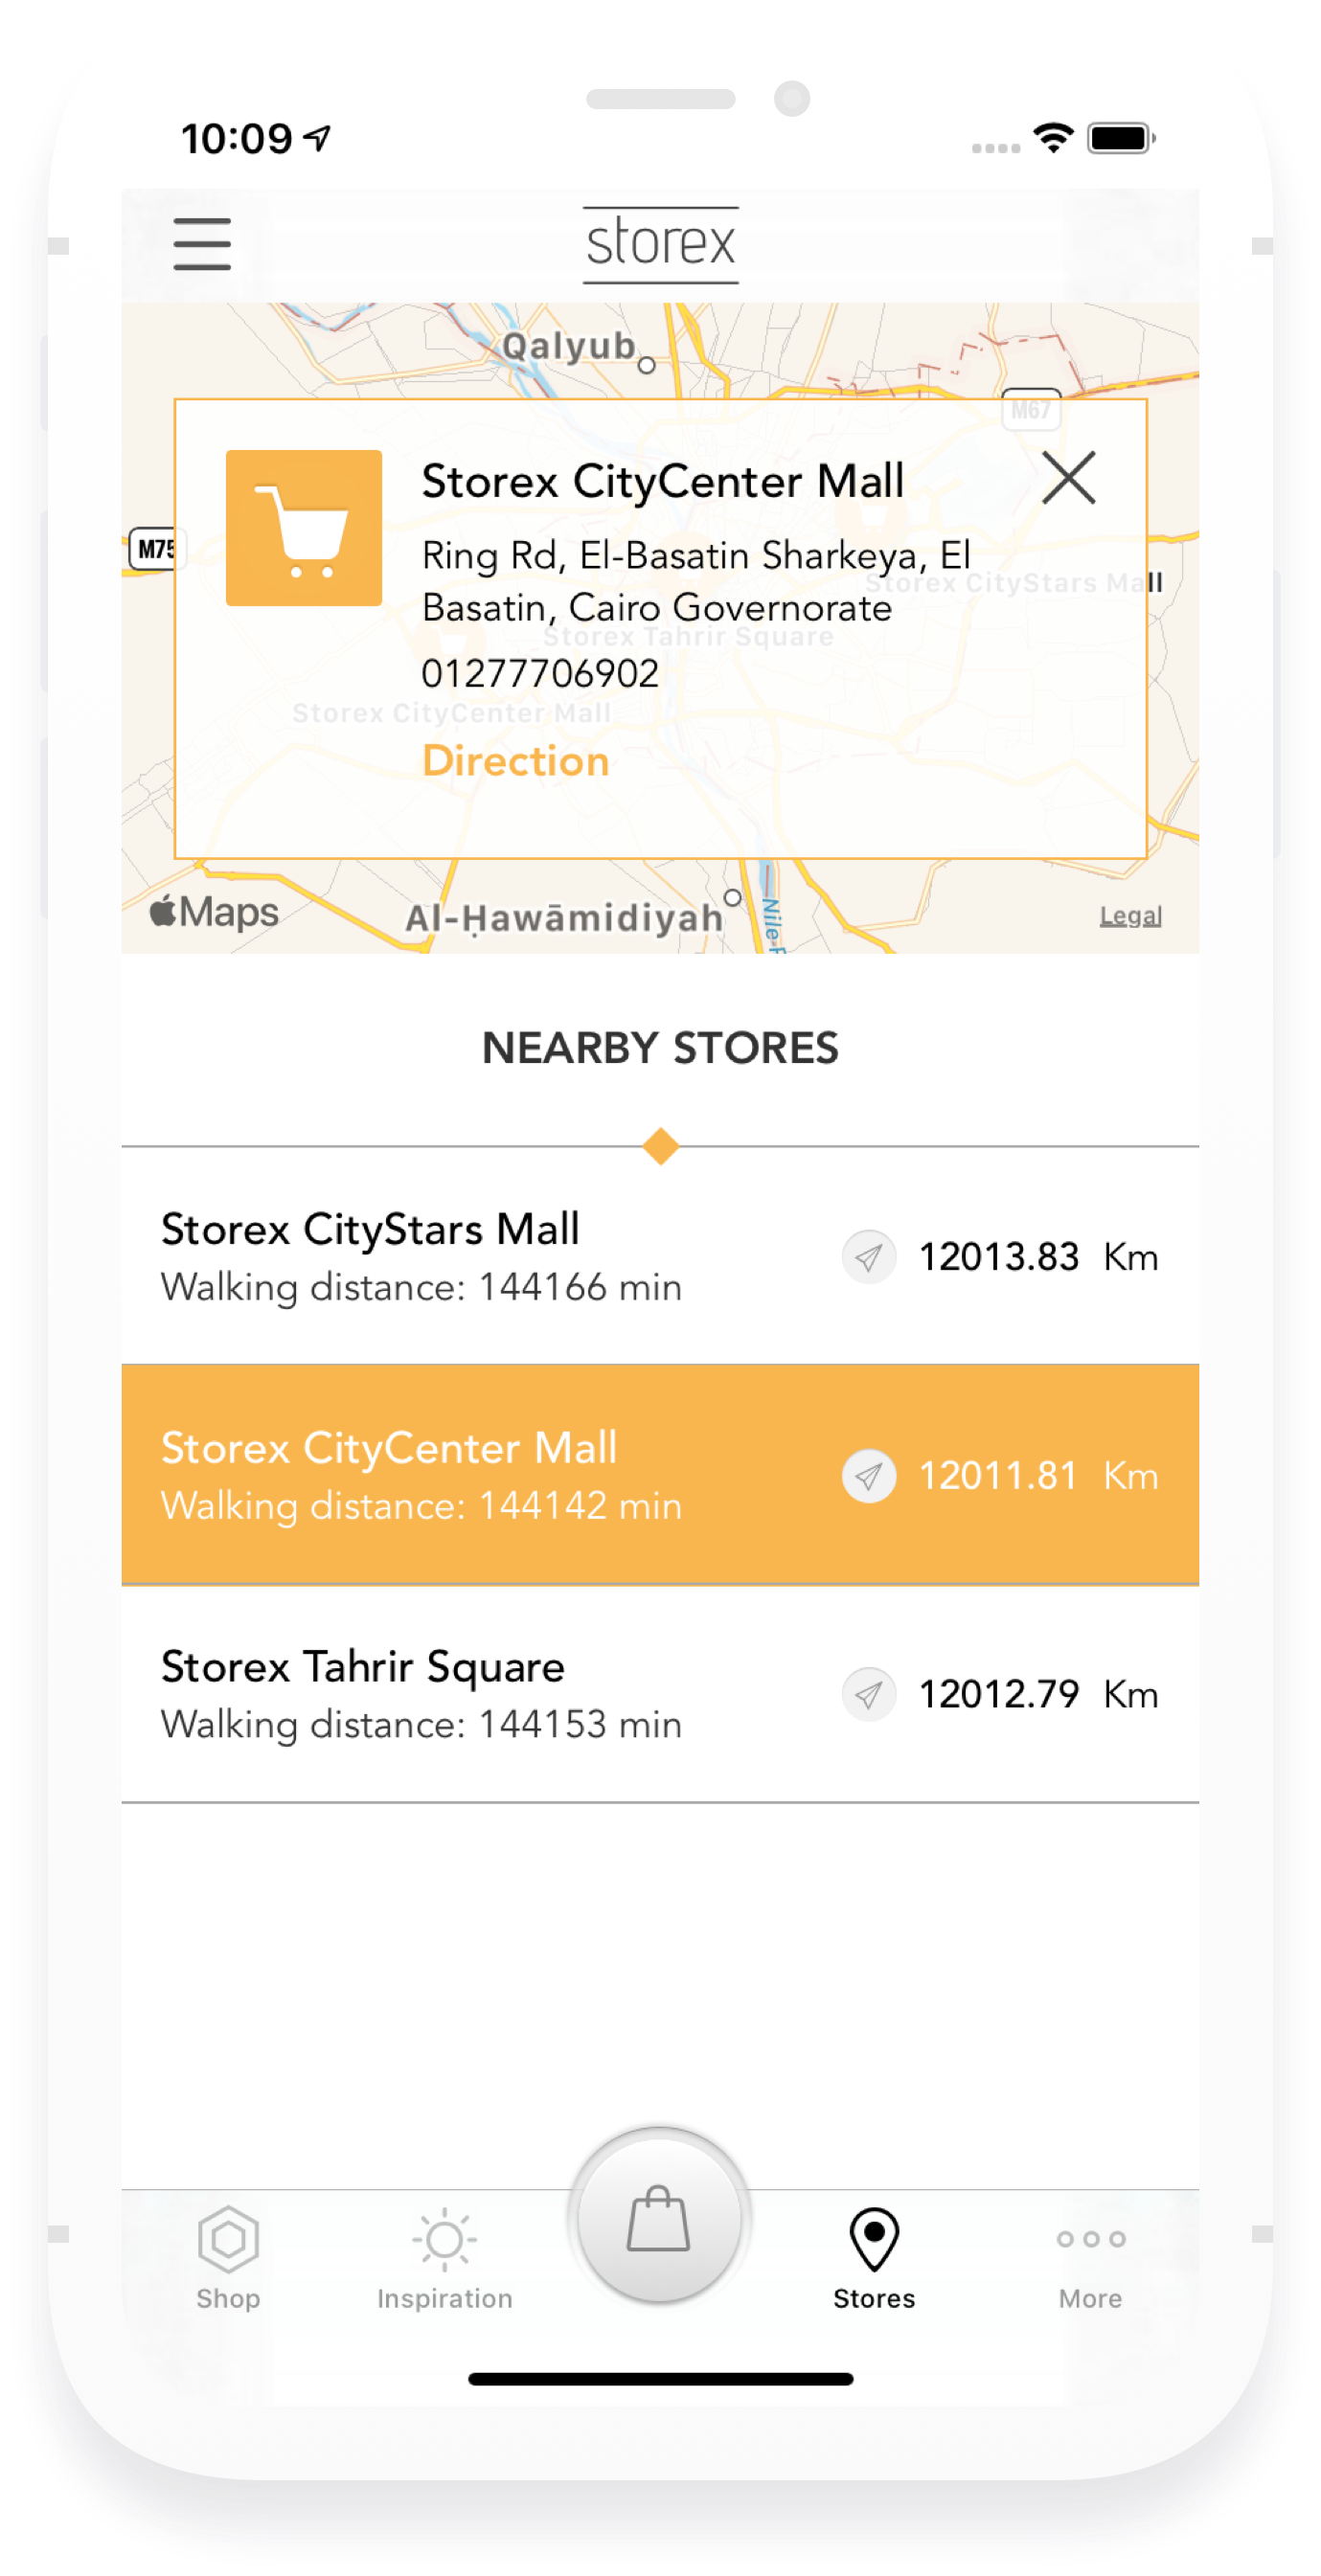 10:09
storex
Qalyub
M67
Storex CityCenter Mall
M75
Ring Rd, El-Basatin Sharkeya, El
Storex CityStars Mall
Basatin, Cairo Governorate
Storex Tahrir Square
01277706902
Storex CityCenter Mall
Direction
Maps
Al-Ḥawāmidiyah
Nile
Legal
NEARBY STORES
Storex CityStars Mall
Walking distance: 144166 min
12013.83 Km
Storex CityCenter Mall
Walking distance: 144142 min
12011.81 Km
Storex Tahrir Square
Walking distance: 144153 min
12012.79 Km
Shop
Inspiration
Stores
More